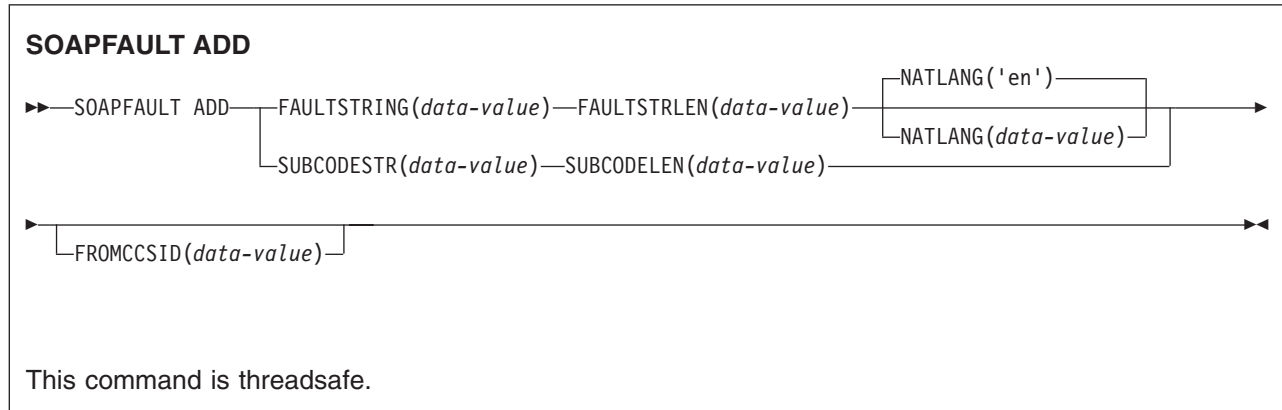 SOAPFAULT ADD
NATLANG('en')
SOAPFAULT ADD FAULTSTRING(data-value) FAULTSTRLEN(data-value)
NATLANG(data-value)
SUBCODESTR(data-value) SUBCODELEN(data-value)
FROMCCSID(data-value)
This command is threadsafe.